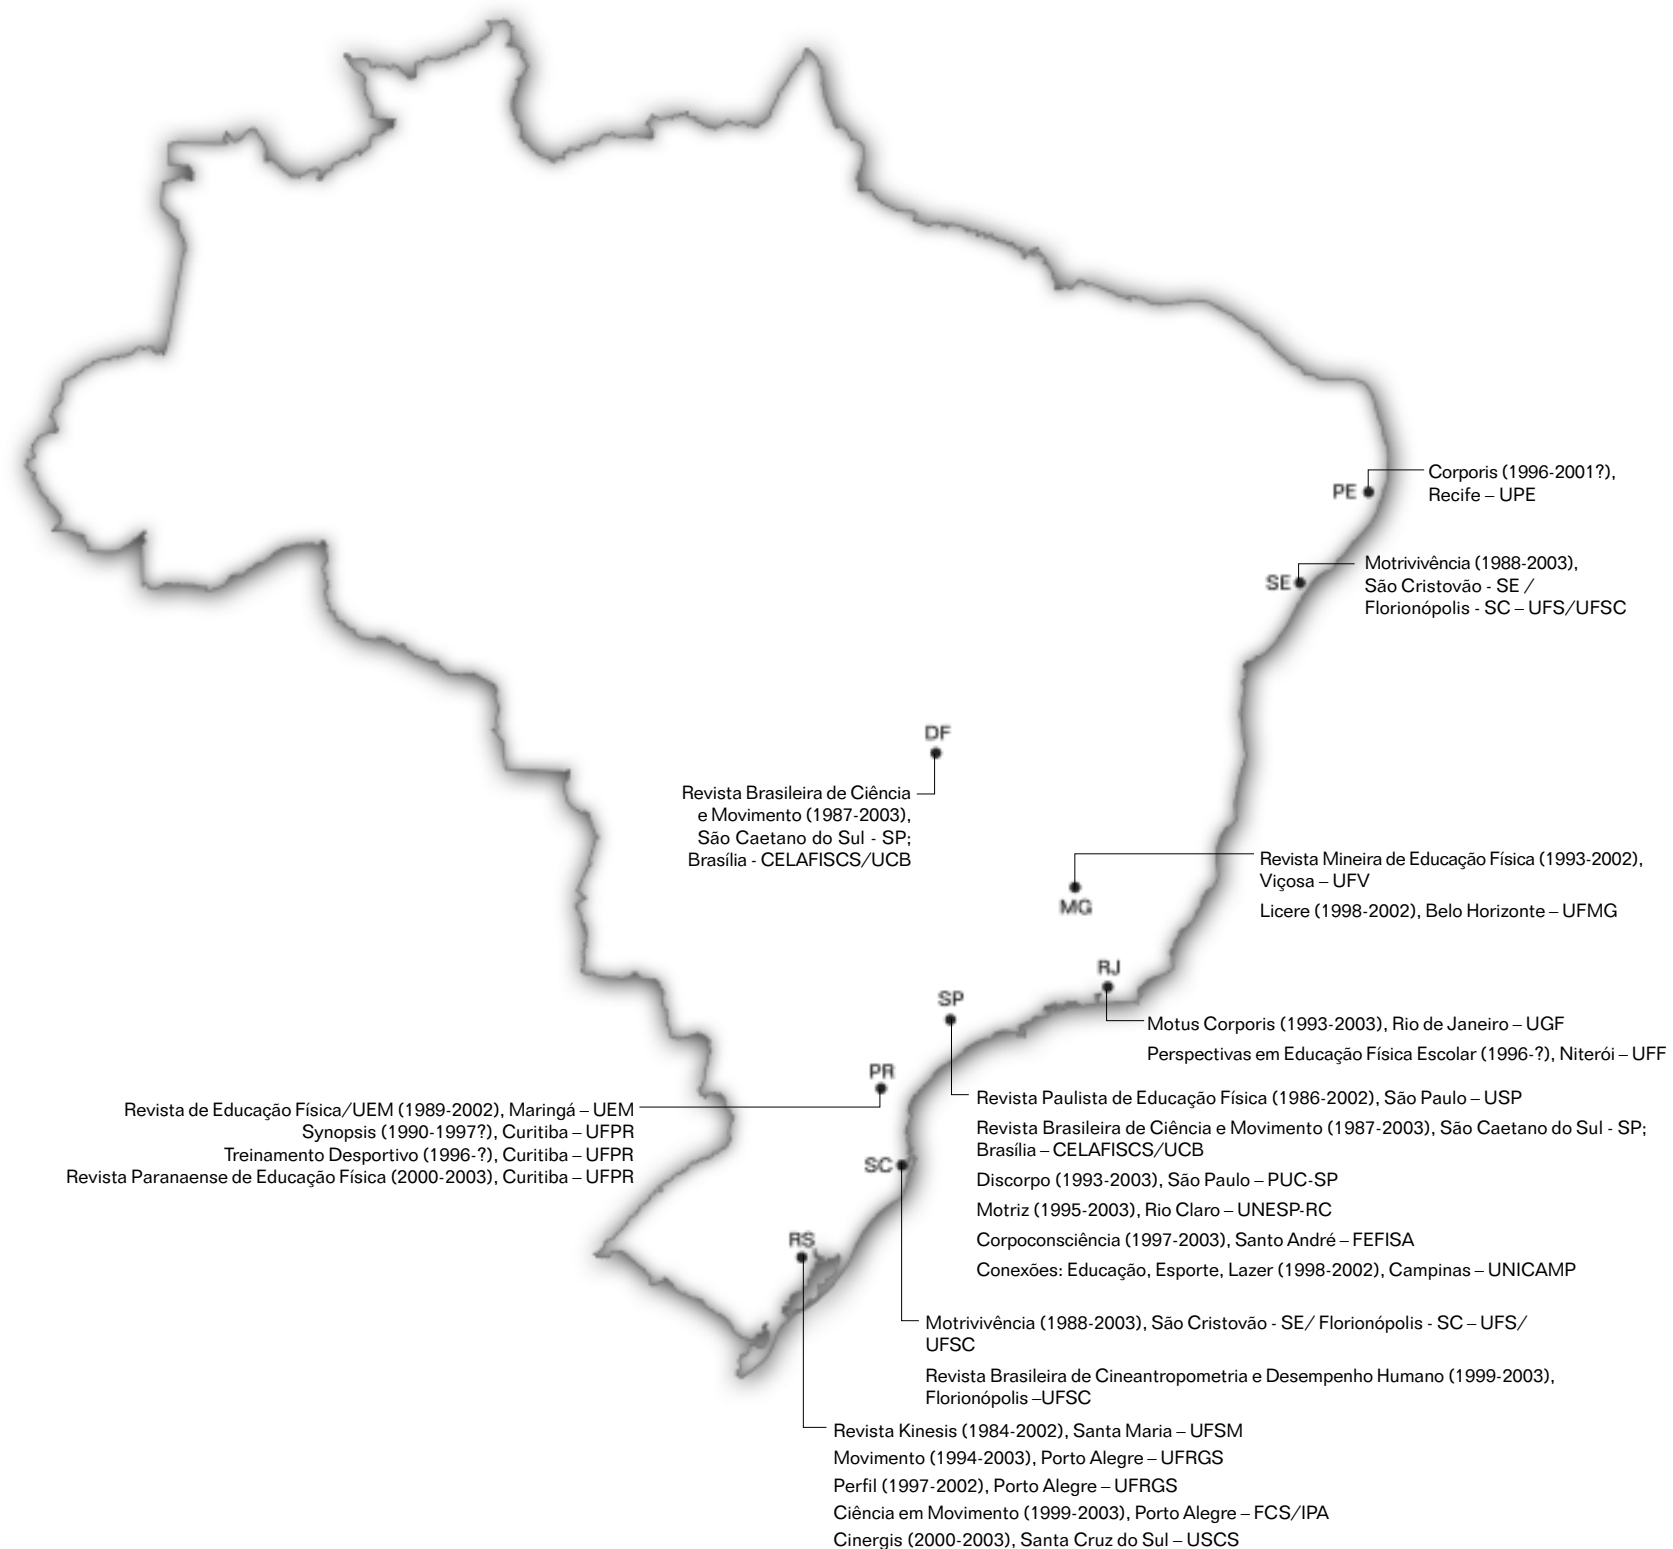 PE
Corporis (1996-2001?),
Recife – UPE
SE
Motrivivência (1988-2003),
São Cristovão - SE /
Florionópolis - SC – UFS/UFSC
DF
Revista Brasileira de Ciência
e Movimento (1987-2003),
São Caetano do Sul - SP;
Brasília - CELAFISCS/UCB
MG
Revista Mineira de Educação Física (1993-2002),
Viçosa – UFV
Licere (1998-2002), Belo Horizonte – UFMG
RJ
Motus Corporis (1993-2003), Rio de Janeiro – UGF
Perspectivas em Educação Física Escolar (1996-?), Niterói – UFF
SP
Revista Paulista de Educação Física (1986-2002), São Paulo – USP
Revista Brasileira de Ciência e Movimento (1987-2003), São Caetano do Sul - SP;
Brasília – CELAFISCS/UCB
Discorpo (1993-2003), São Paulo – PUC-SP
Motriz (1995-2003), Rio Claro – UNESP-RC
Corpoconsciência (1997-2003), Santo André – FEFISA
Conexões: Educação, Esporte, Lazer (1998-2002), Campinas – UNICAMP
PR
Revista de Educação Física/UEM (1989-2002), Maringá – UEM
Synopsis (1990-1997?), Curitiba – UFPR
Treinamento Desportivo (1996-?), Curitiba – UFPR
Revista Paranaense de Educação Física (2000-2003), Curitiba – UFPR
SC
Motrivivência (1988-2003), São Cristovão - SE/ Florionópolis - SC – UFS/
UFSC
Revista Brasileira de Cineantropometria e Desempenho Humano (1999-2003),
Florionópolis –UFSC
RS
Revista Kinesis (1984-2002), Santa Maria – UFSM
Movimento (1994-2003), Porto Alegre – UFRGS
Perfil (1997-2002), Porto Alegre – UFRGS
Ciência em Movimento (1999-2003), Porto Alegre – FCS/IPA
Cinergis (2000-2003), Santa Cruz do Sul – USCS